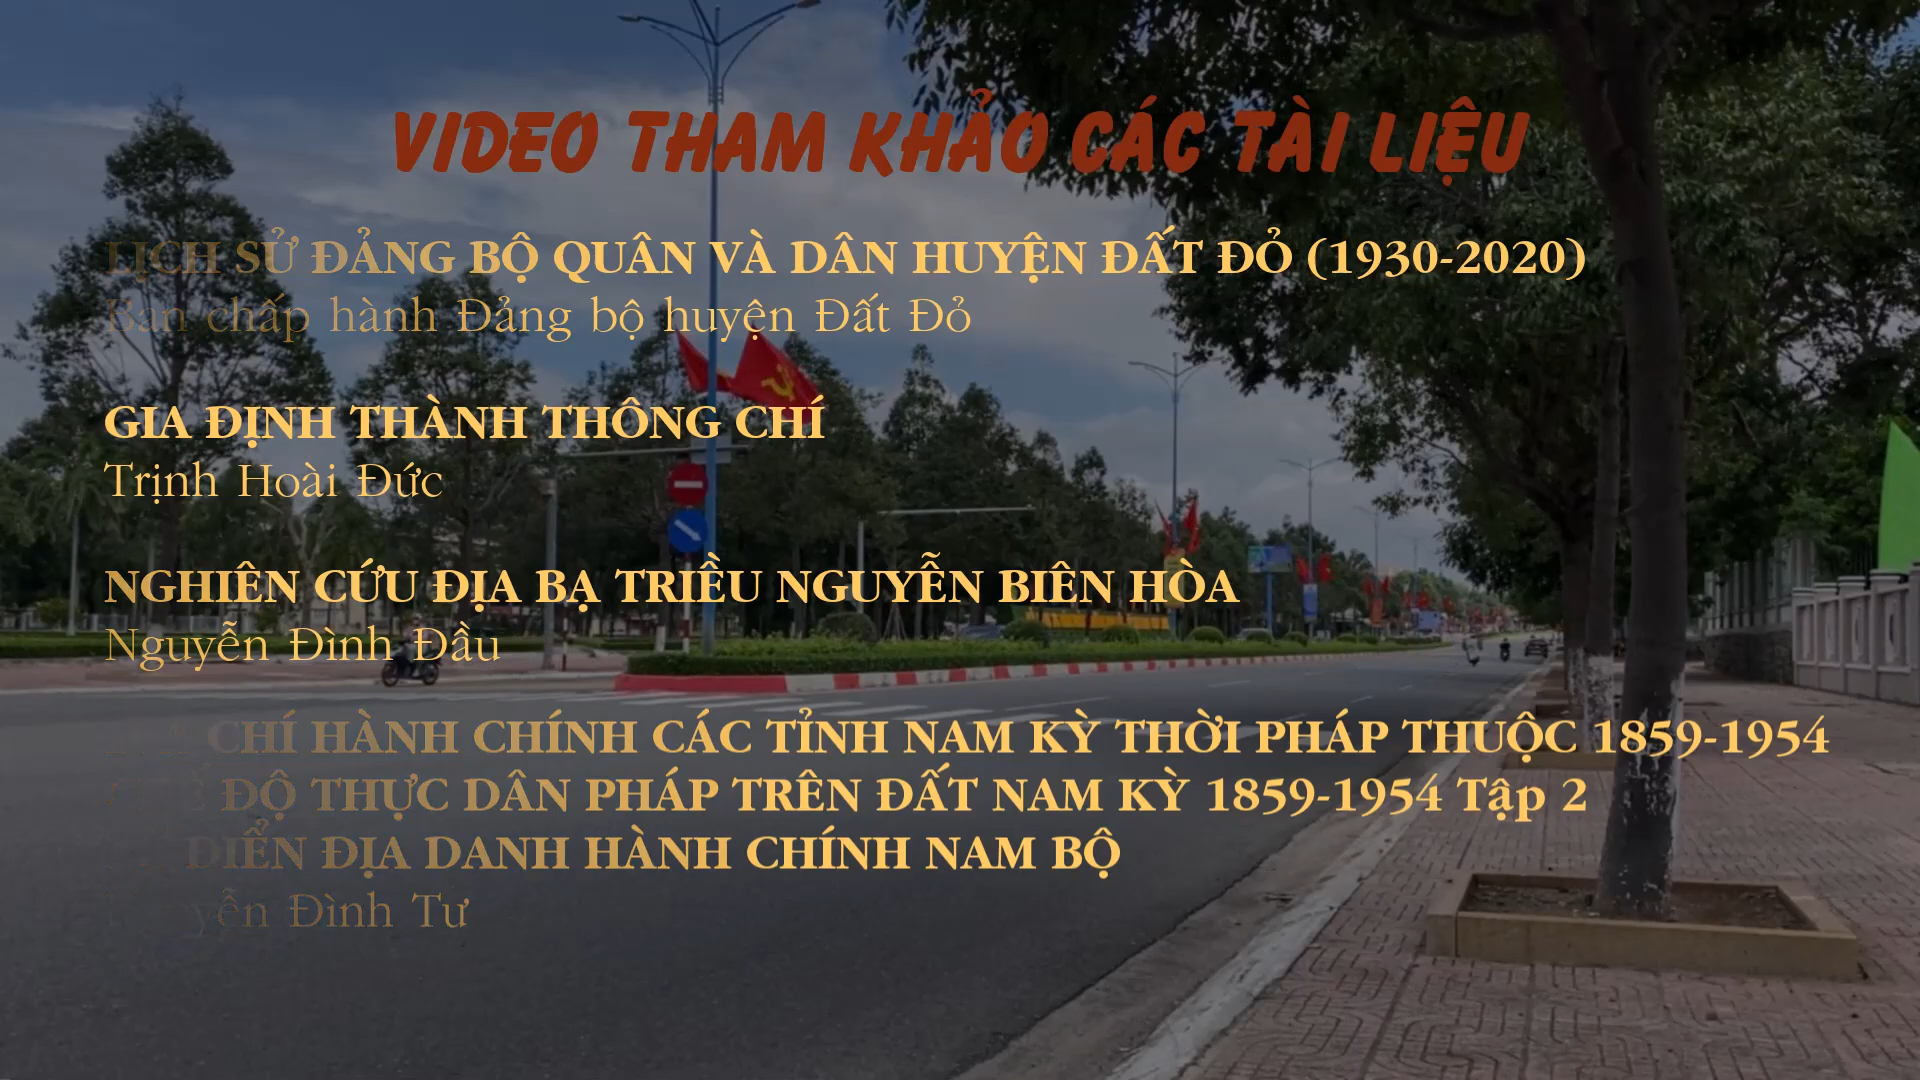 VIDEO THAM KHẢO CÁC TÀI LIỆU
LỊCH SỬ ĐẢNG BỘ QUÂN VÀ DÂN HUYỆN ĐẤT ĐỎ (1930-2020)
Ban chấp hành Đảng bộ huyện Đất Đỏ
GIA ĐỊNH THÀNH THÔNG CHÍ
Trịnh Hoài Đức
NGHIÊN CỨU ĐỊA BẠ TRIỀU NGUYỄN BIÊN HÒA
Nguyễn Đình Đầu
CHÍ HÀNH CHÍNH CÁC TỈNH NAM KỲ THỜI PHÁP THUỘC 1859-1954
ĐỘ THỰC DÂN PHÁP TRÊN ĐẤT NAM KỲ 1859-1954 Tập 2
ĐIỂN ĐỊA DANH HÀNH CHÍNH NAM BỘ
Nguyễn Đình Tư